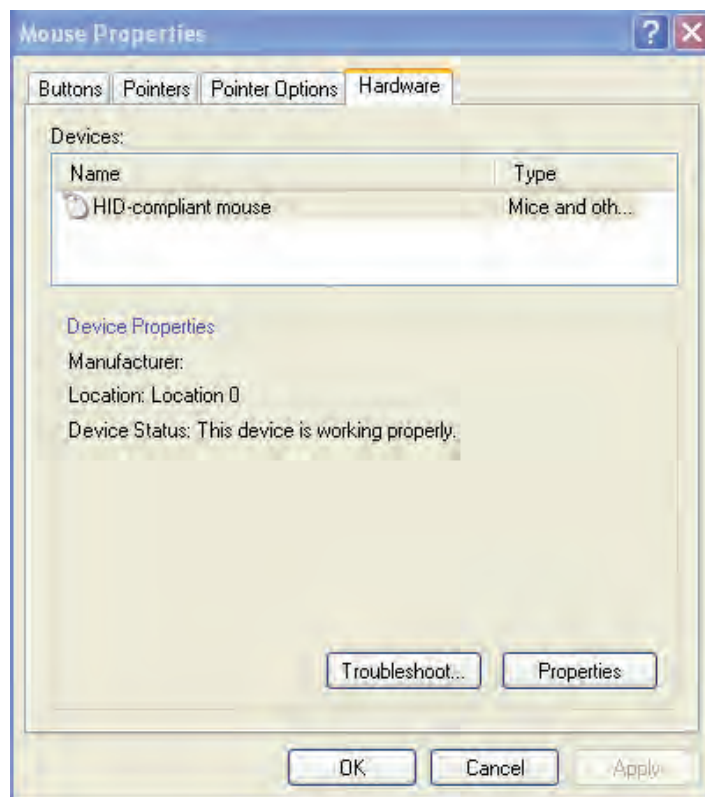 Mouse Properties
Buttons Pointers Pointer Options Hardware
Devices:
Name Type
HID-compliant mouse Mice and oth...
Device Properties
Manufacturer:
Location: Location 0
Device Status: This device is working properly.
Troubleshoot... Properties
OK Cancel Apply